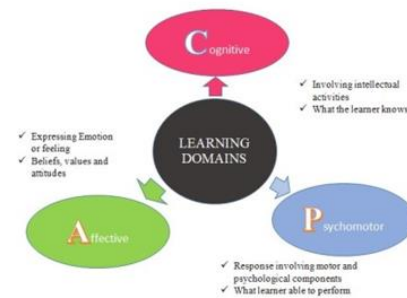 Cognitive
✓ Involving intellectual
activities
✓ What the learner known
✓ Expressing Emotion
or feeling
✓ Beliefs, values and
attitudes
LEARNING
DOMAINS
Affective
Psychomotor
✓ Response involving motor and
psychological components
✓ What learner able to perform